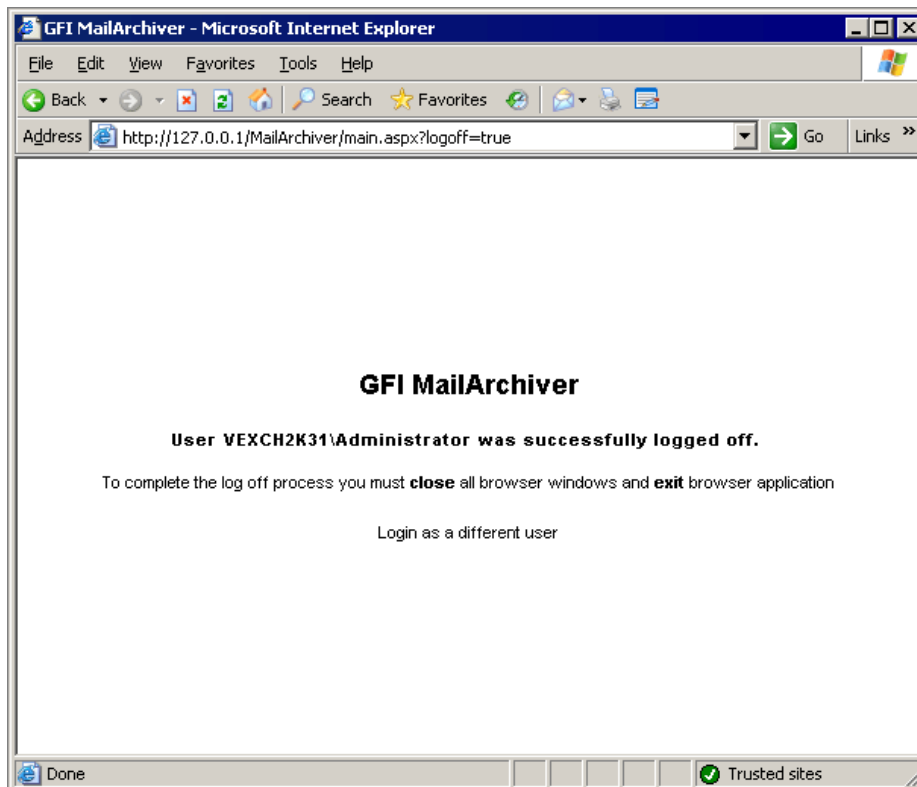 GFI MailArchiver - Microsoft Internet Explorer
File Edit View Favorites Tools Help
Back Search Favorites
Address http://127.0.0.1/MailArchiver/main.aspx?logoff=true Go Links »
GFI MailArchiver
User VEXCH2K31\Administrator was successfully logged off.
To complete the log off process you must close all browser windows and exit browser application
Login as a different user
Done Trusted sites